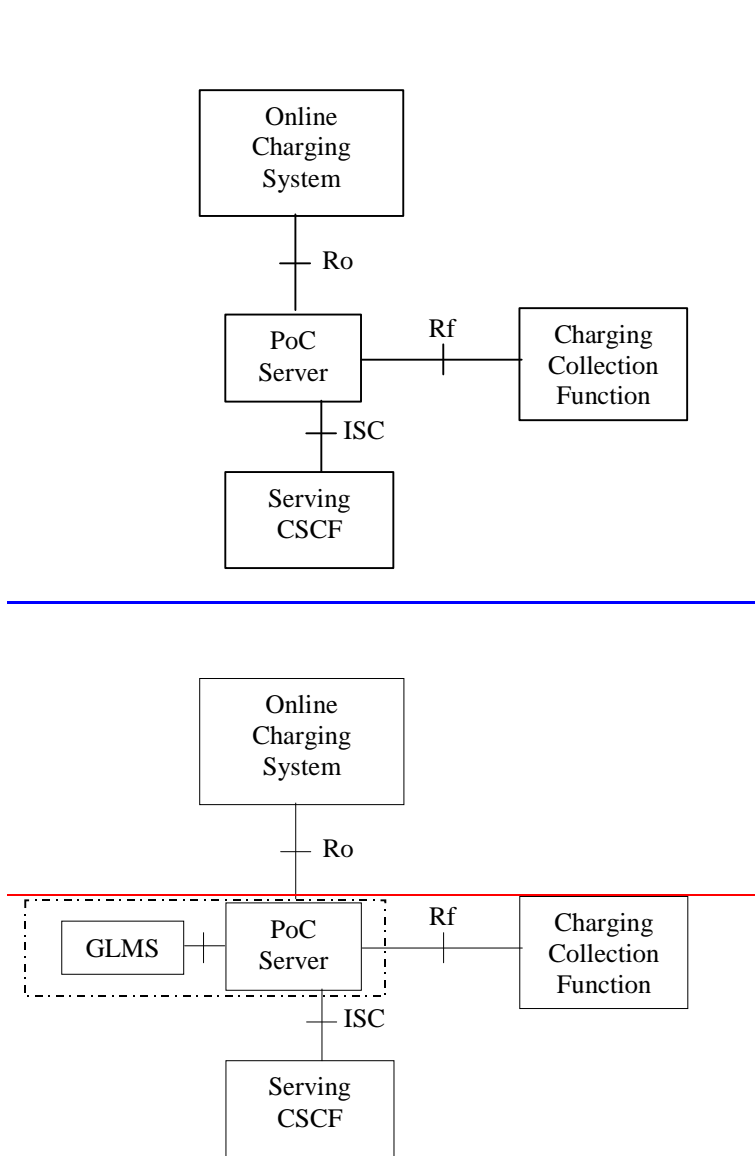 Online
Charging
System
Ro
PoC
Server
Rf
Charging
Collection
Function
ISC
Serving
CSCF
Online
Charging
System
Ro
GLMS
PoC
Server
Rf
Charging
Collection
Function
ISC
Serving
CSCF